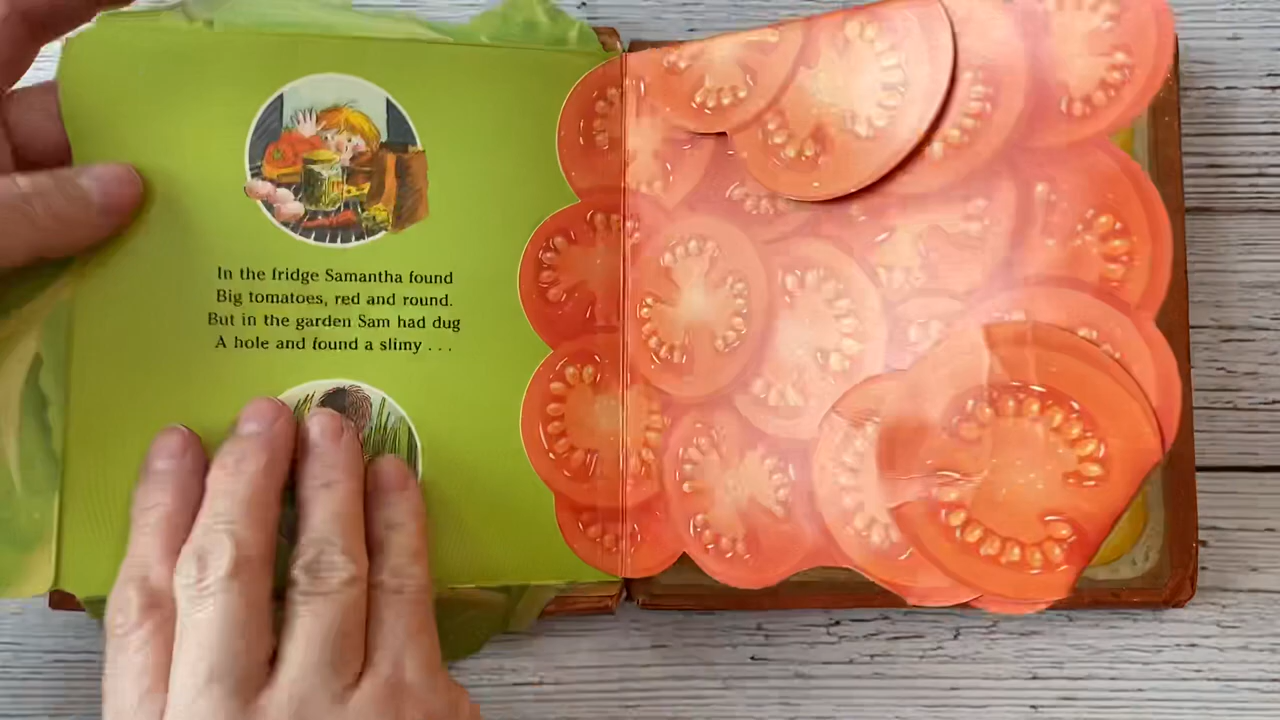 In the fridge Samantha found
Big tomatoes, red and round.
But in the garden Sam had dug
A hole and found a slimy . . .